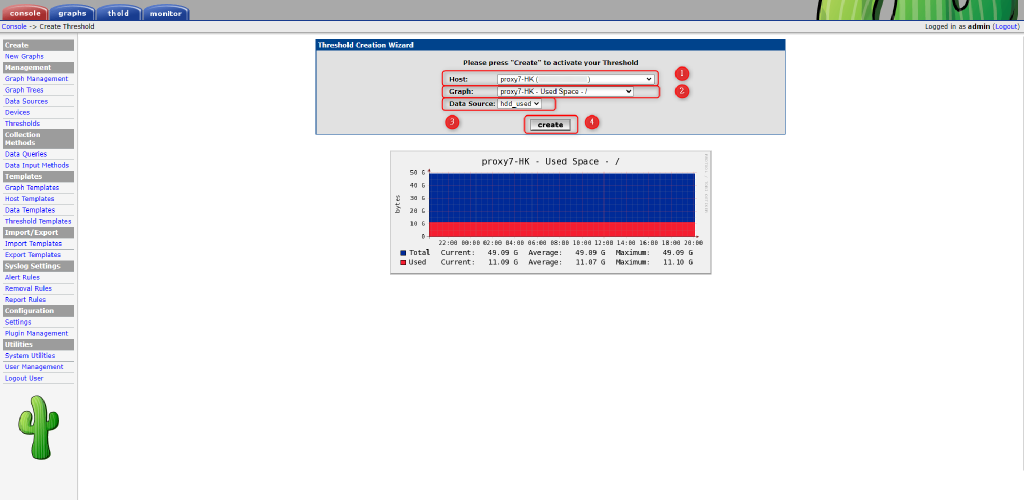 console graphs thold monitor
Console -> Create Threshold
Logged in as admin (Logout)
Create
New Graphs
Management
Graph Management
Graph Trees
Data Sources
Devices
Thresholds
Collection
Methods
Data Queries
Data Input Methods
Templates
Graph Templates
Host Templates
Data Templates
Threshold Templates
Import/Export
Import Templates
Export Templates
Syslog Settings
Alert Rules
Removal Rules
Report Rules
Configuration
Settings
Plugin Management
Utilities
System Utilities
User Management
Logout User
Threshold Creation Wizard
Please press "Create" to activate your Threshold
Host: proxy7-HK ( ) 1
Graph: proxy7-HK - Used Space - / 2
Data Source: hdd_used
3 create 4
proxy7-HK - Used Space - /
bytes
50 G
40 G
30 G
20 G
10 G
0
22:00 00:00 02:00 04:00 06:00 08:00 10:00 12:00 14:00 16:00 18:00 20:00
Total Current: 49.09 G Average: 49.09 G Maximum: 49.09 G
Used Current: 11.09 G Average: 11.07 G Maximum: 11.10 G